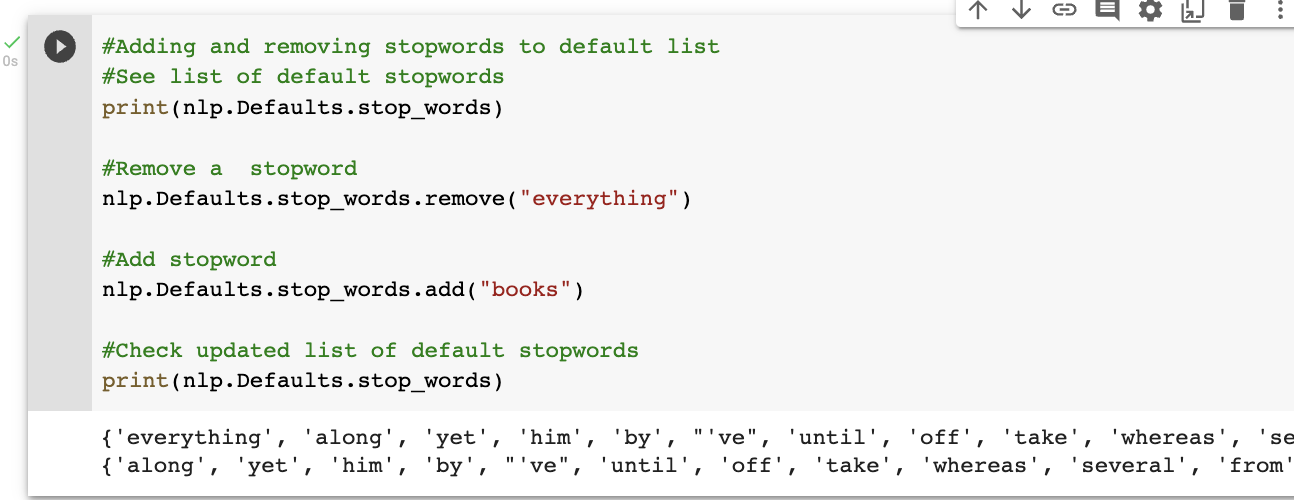 #Adding and removing stopwords to default list
0s
#See list of default stopwords
print(nlp.Defaults.stop_words)
#Remove a  stopword
nlp.Defaults.stop_words.remove("everything")
#Add stopword
nlp.Defaults.stop_words.add("books")
#Check updated list of default stopwords
print(nlp.Defaults.stop_words)
{'everything', 'along', 'yet', 'him', 'by', "'ve", 'until', 'off', 'take', 'whereas', 'se
{'along', 'yet', 'him', 'by', "'ve", 'until', 'off', 'take', 'whereas', 'several', 'from'